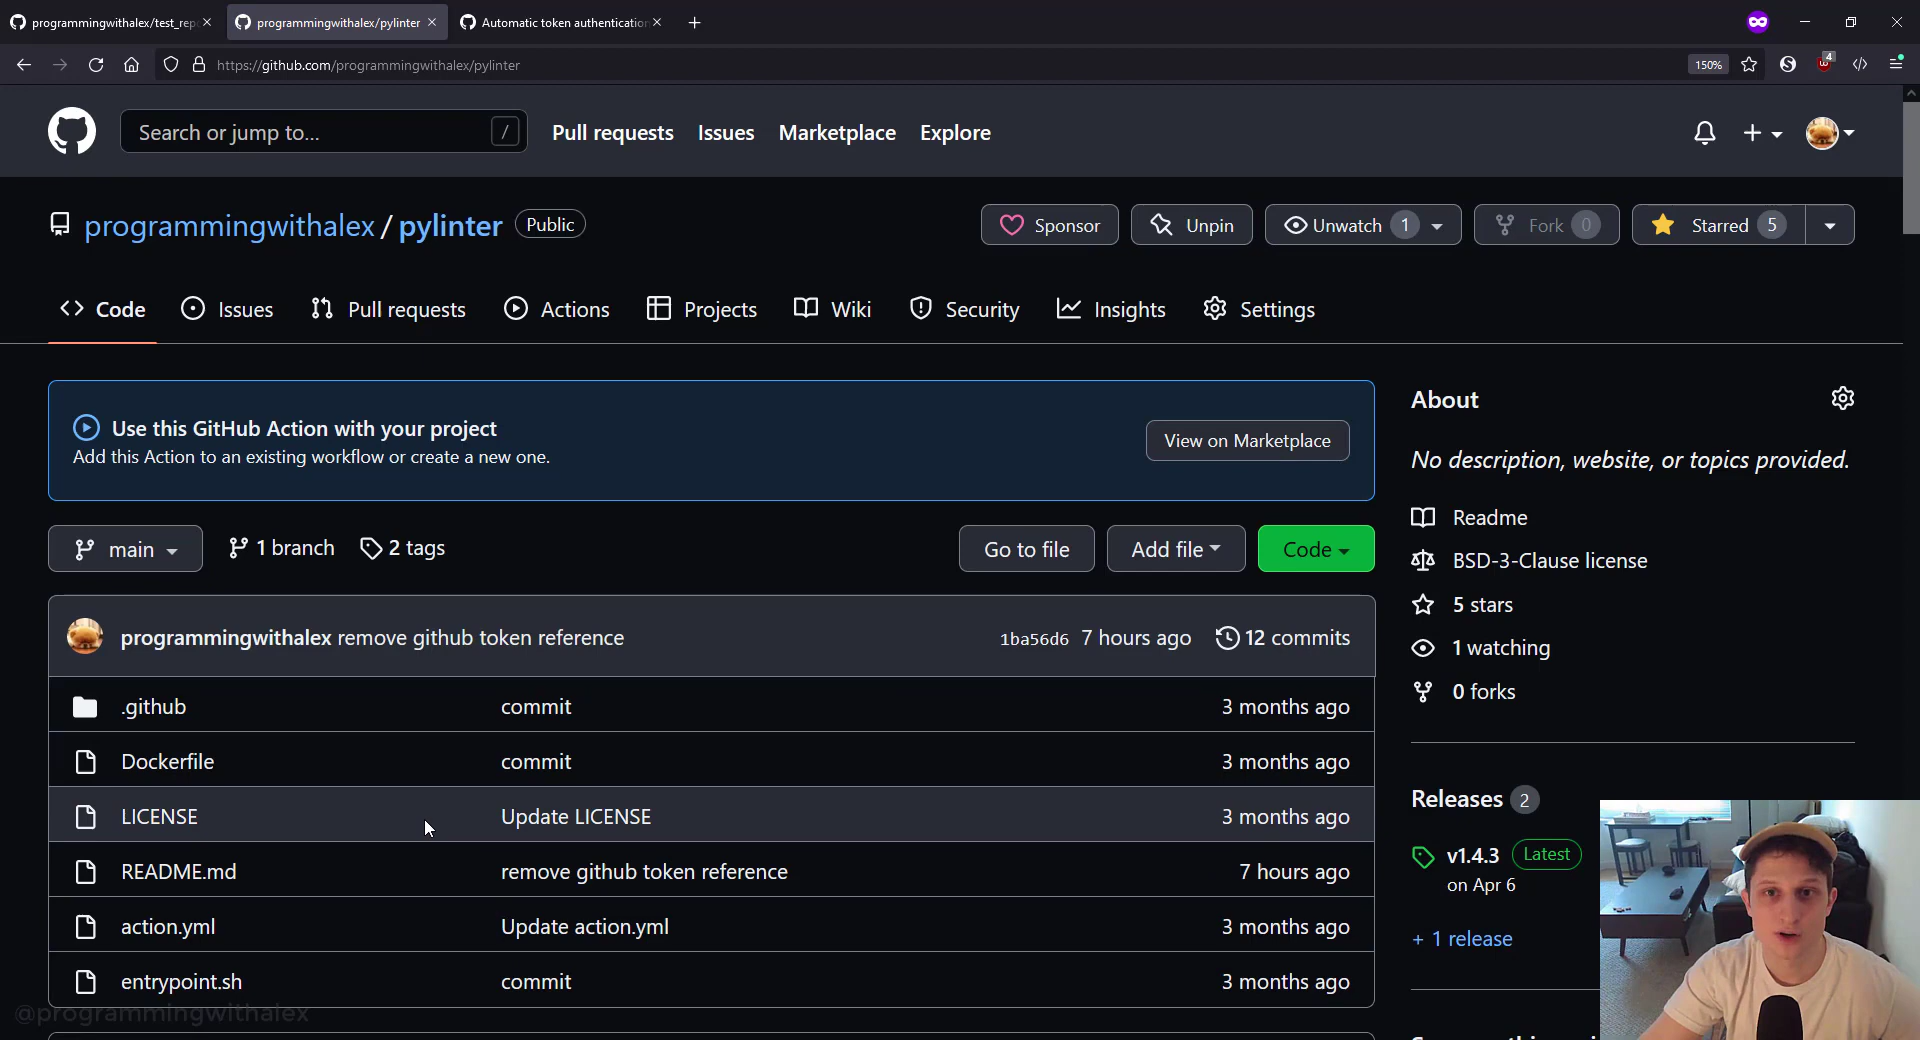 programmingwithalex/test_rep
programmingwithalex/pylinter
Automatic token authentication
https://github.com/programmingwithalex/pylinter
150%
4
Search or jump to...
/
Pull requests
Issues
Marketplace
Explore
programmingwithalex / pylinter
Public
Sponsor
Unpin
Unwatch 1
Fork 0
Starred 5
Code
Issues
Pull requests
Actions
Projects
Wiki
Security
Insights
Settings
Use this GitHub Action with your project
Add this Action to an existing workflow or create a new one.
View on Marketplace
main
1 branch
2 tags
Go to file
Add file
Code
programmingwithalex remove github token reference
1ba56d6 7 hours ago
12 commits
.github commit 3 months ago
Dockerfile commit 3 months ago
LICENSE Update LICENSE 3 months ago
README.md remove github token reference 7 hours ago
action.yml Update action.yml 3 months ago
entrypoint.sh commit 3 months ago
@programmingwithalex
About
No description, website, or topics provided.
Readme
BSD-3-Clause license
5 stars
1 watching
0 forks
Releases 2
v1.4.3 Latest
on Apr 6
+ 1 release